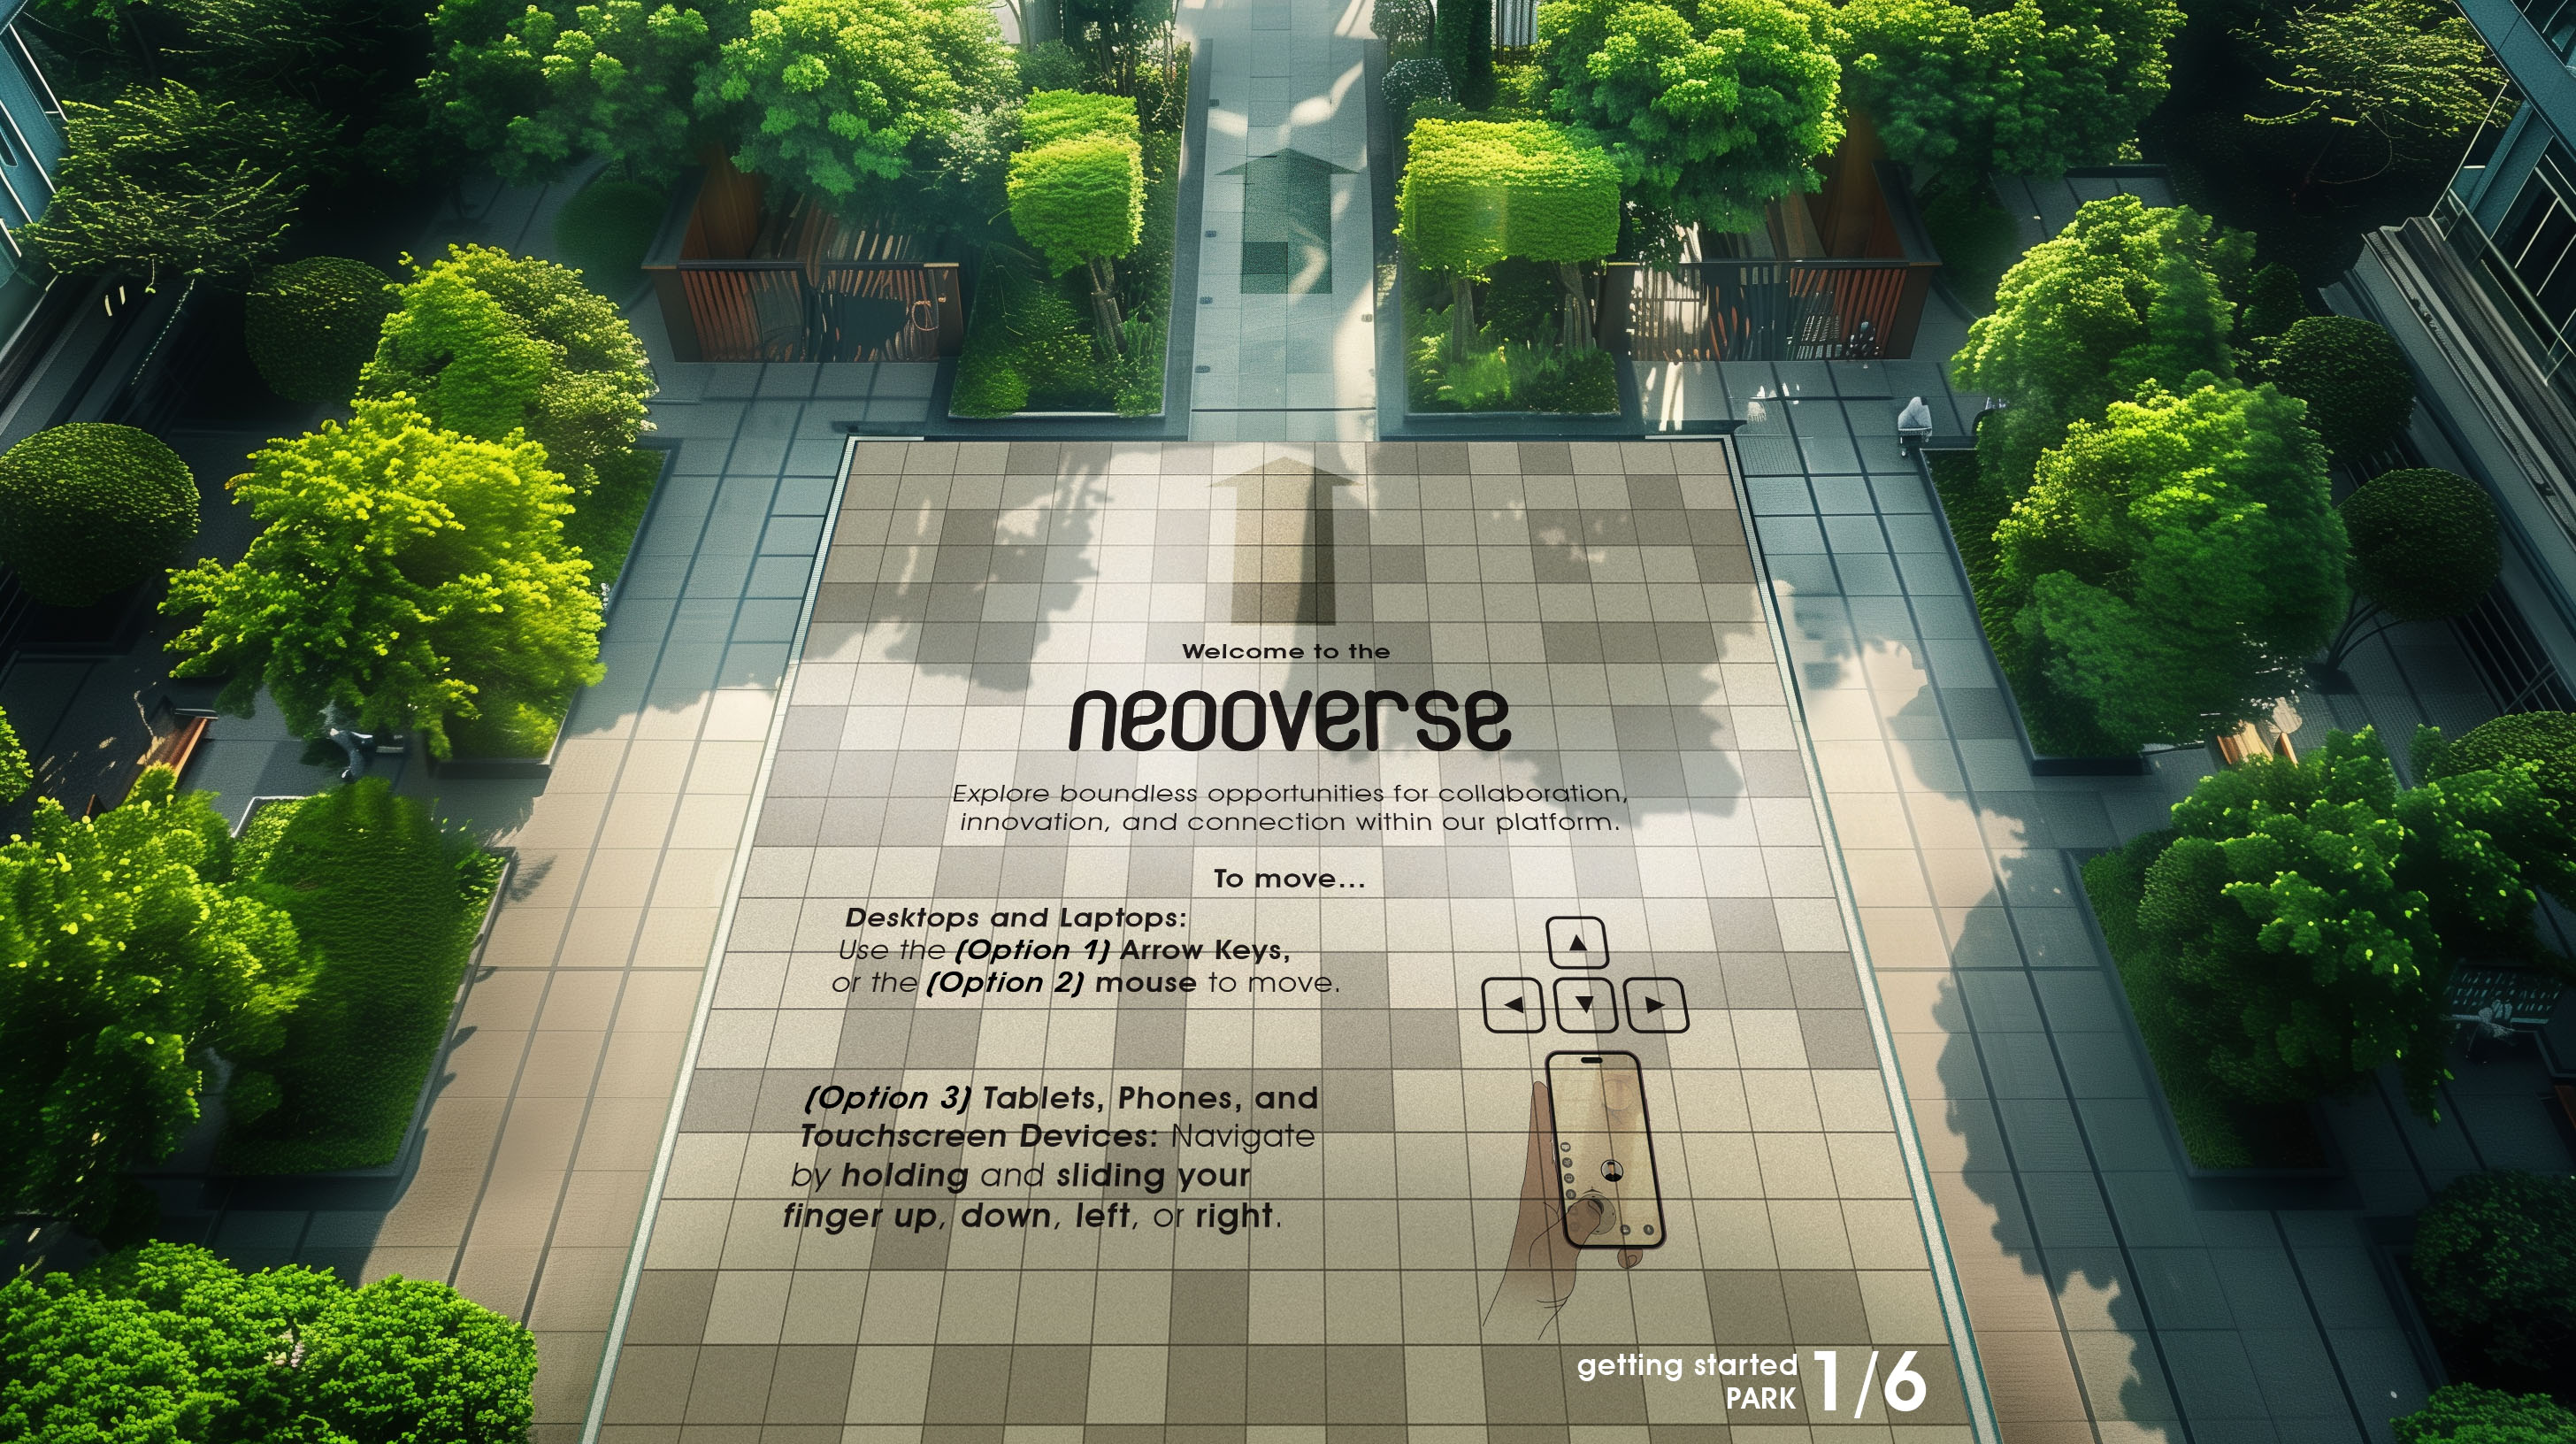 Welcome to the
neooverse
Explore boundless opportunities for collaboration,
innovation, and connection within our platform.
To move...
Desktops and Laptops:
Use the (Option 1) Arrow Keys,
or the (Option 2) mouse to move.
(Option 3) Tablets, Phones, and
Touchscreen Devices: Navigate
by holding and sliding your
finger up, down, left, or right.
getting started
PARK 1/6